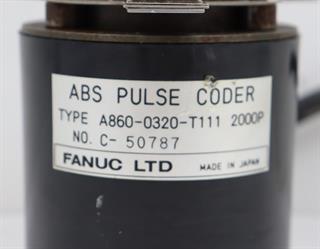 ABS PULSE CODER
TYPE A860-0320-T111 2000P
NO. C- 50787
FANUC LTD MADE IN JAPAN